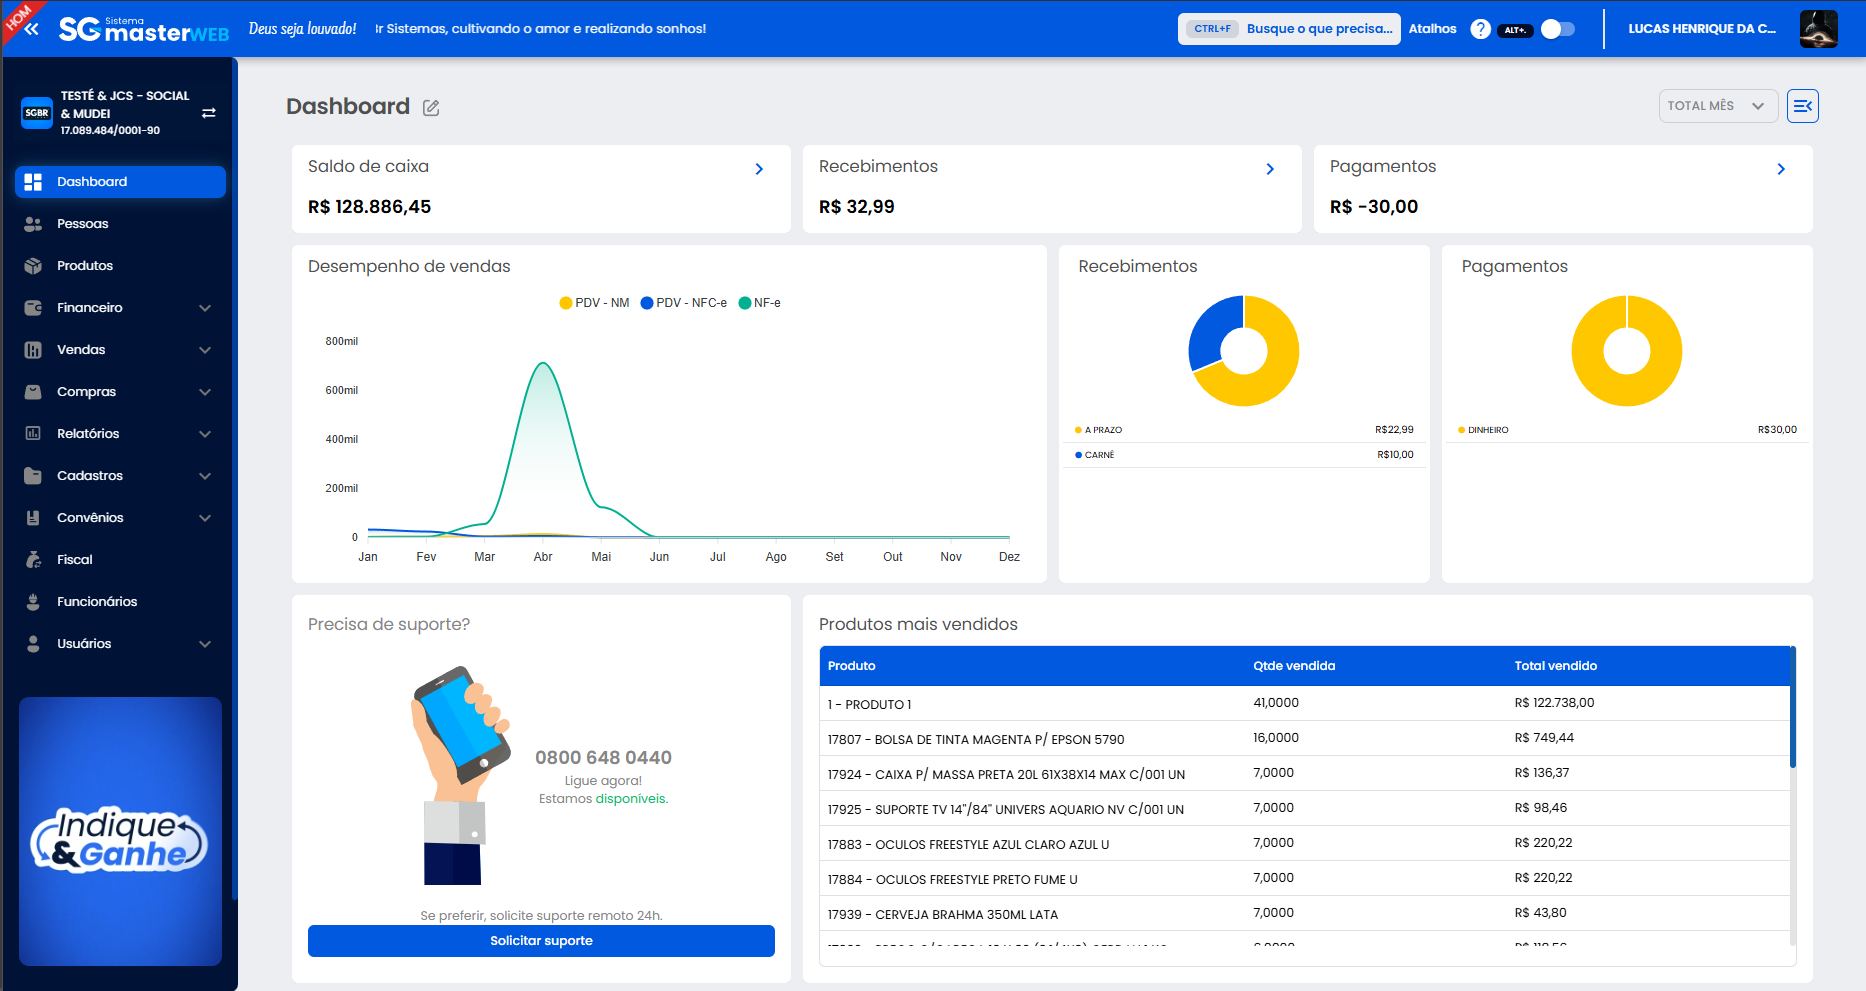 HOM
SG Sistema masterWEB
Deus seja louvado!
Ir Sistemas, cultivando o amor e realizando sonhos!
CTRL+F Busque o que precisa...
Atalhos
?
ALT+.
LUCAS HENRIQUE DA C...
SGBR
TESTÉ & JCS - SOCIAL
& MUDEI
17.089.484/0001-90
Dashboard
Pessoas
Produtos
Financeiro
Vendas
Compras
Relatórios
Cadastros
Convênios
Fiscal
Funcionários
Usuários
Indique
&Ganhe
Dashboard
TOTAL MÊS
Saldo de caixa
R$ 128.886,45
Recebimentos
R$ 32,99
Pagamentos
R$ -30,00
Desempenho de vendas
PDV - NM PDV - NFC-e NF-e
800mil
600mil
400mil
200mil
0
Jan Fev Mar Abr Mai Jun Jul Ago Set Out Nov Dez
Recebimentos
A PRAZO R$22,99
CARNÊ R$10,00
Pagamentos
DINHEIRO R$30,00
Precisa de suporte?
0800 648 0440
Ligue agora!
Estamos disponíveis.
Se preferir, solicite suporte remoto 24h.
Solicitar suporte
Produtos mais vendidos
Produto Qtde vendida Total vendido
1 - PRODUTO 1 41,0000 R$ 122.738,00
17807 - BOLSA DE TINTA MAGENTA P/ EPSON 5790 16,0000 R$ 749,44
17924 - CAIXA P/ MASSA PRETA 20L 61X38X14 MAX C/001 UN 7,0000 R$ 136,37
17925 - SUPORTE TV 14"/84" UNIVERS AQUARIO NV C/001 UN 7,0000 R$ 98,46
17883 - OCULOS FREESTYLE AZUL CLARO AZUL U 7,0000 R$ 220,22
17884 - OCULOS FREESTYLE PRETO FUME U 7,0000 R$ 220,22
17939 - CERVEJA BRAHMA 350ML LATA 7,0000 R$ 43,80